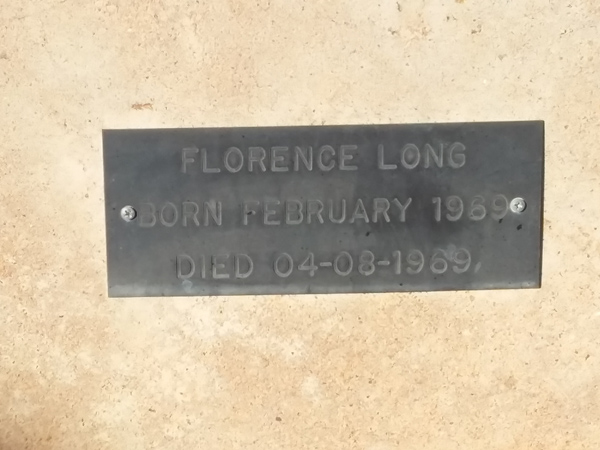 FLORENCE LONG
BORN FEBRUARY 1969
DIED 04-08-1969